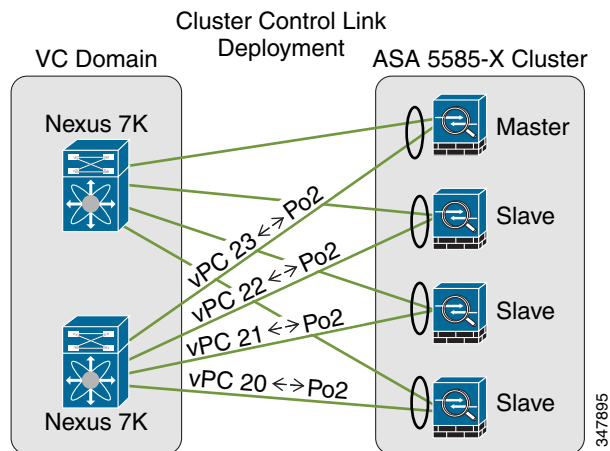 Cluster Control Link
Deployment
VC Domain
ASA 5585-X Cluster
Nexus 7K
Master
Slave
vPC 23 <-> Po2
vPC 22 <-> Po2
Slave
vPC 21 <-> Po2
vPC 20 <-> Po2
Slave
Nexus 7K
347895